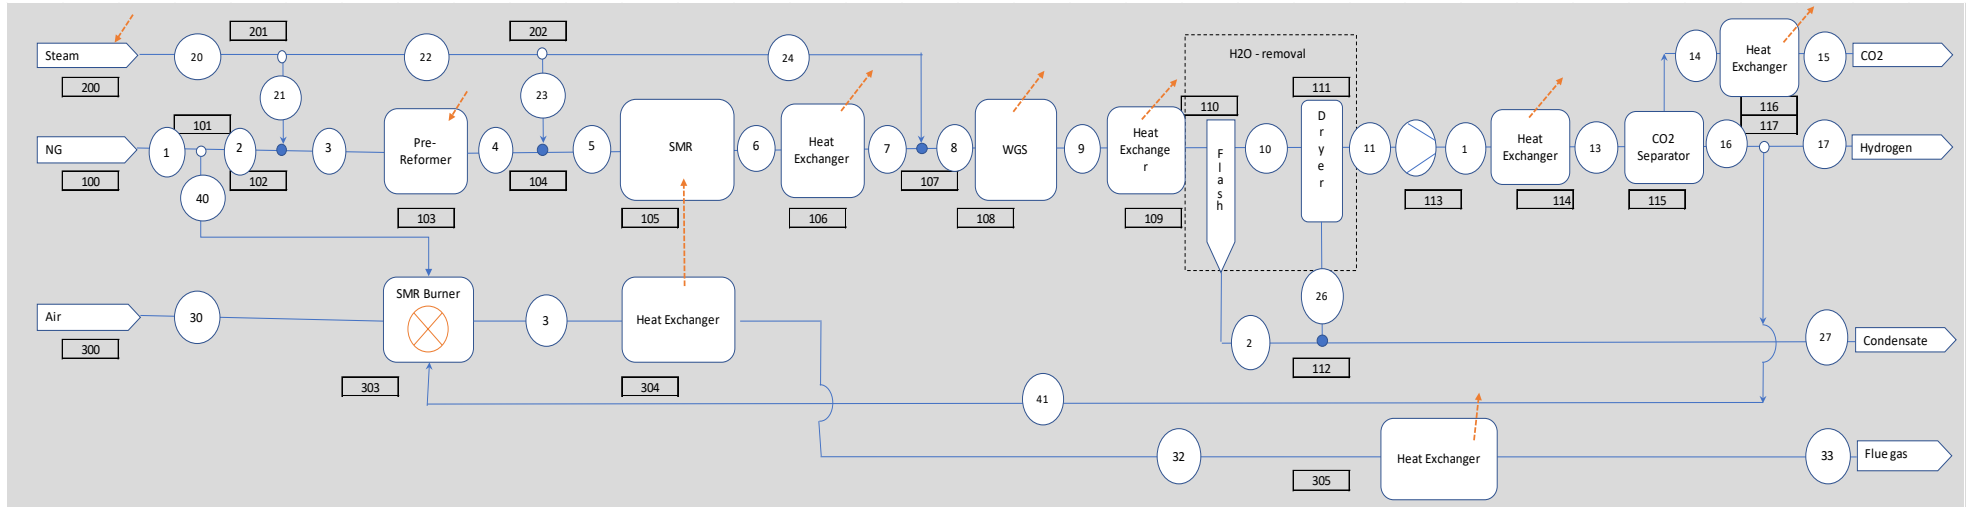 201
202
Steam
20
22
24
200
21
23
H2O - removal
111
14
Heat
Exchanger
15
CO2
116
117
NG
1
101
2
102
3
Pre-
Reformer
4
5
SMR
6
Heat
Exchanger
7
8
WGS
9
Heat
Exchange
r
110
F
l
a
s
h
10
D
r
y
e
r
11
1
Heat
Exchanger
13
CO2
Separator
16
17
Hydrogen
100
40
103
104
105
106
107
108
109
113
114
115
Air
30
SMR Burner
3
Heat Exchanger
26
2
27
Condensate
300
303
304
112
41
32
Heat Exchanger
305
33
Flue gas